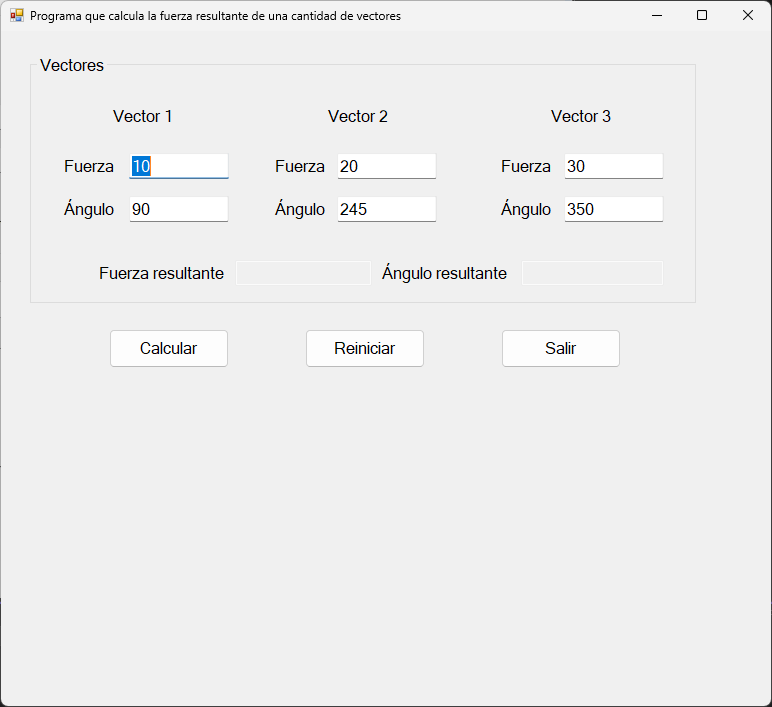 Programa que calcula la fuerza resultante de una cantidad de vectores
Vectores
Vector 1 Vector 2 Vector 3
Fuerza 10 Fuerza 20 Fuerza 30
Ángulo 90 Ángulo 245 Ángulo 350
Fuerza resultante Ángulo resultante
Calcular Reiniciar Salir